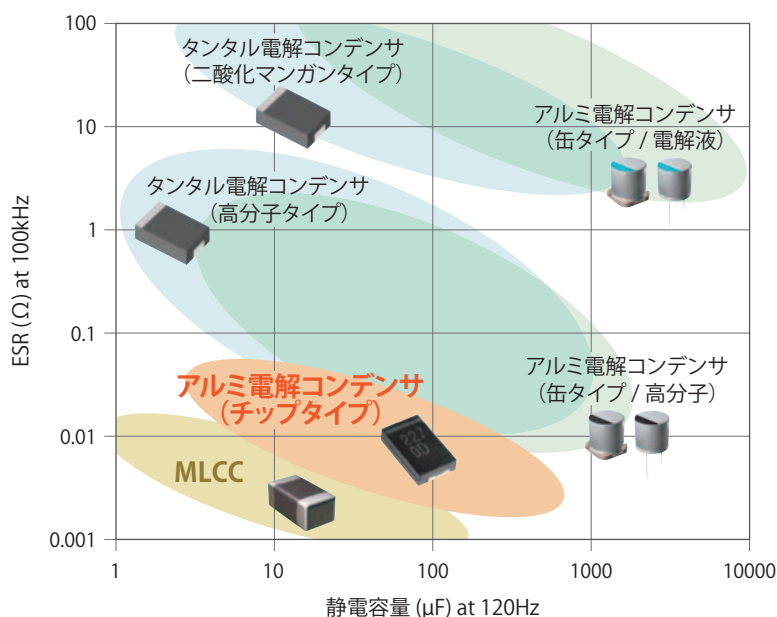 100
10
1
0.1
0.01
0.001
ESR (Ω) at 100kHz
タンタル電解コンデンサ
（二酸化マンガンタイプ）
アルミ電解コンデンサ
（缶タイプ / 電解液）
タンタル電解コンデンサ
（高分子タイプ）
アルミ電解コンデンサ
（缶タイプ / 高分子）
アルミ電解コンデンサ
（チップタイプ）
227
0D
MLCC
1
10
100
1000
10000
静電容量 (µF) at 120Hz